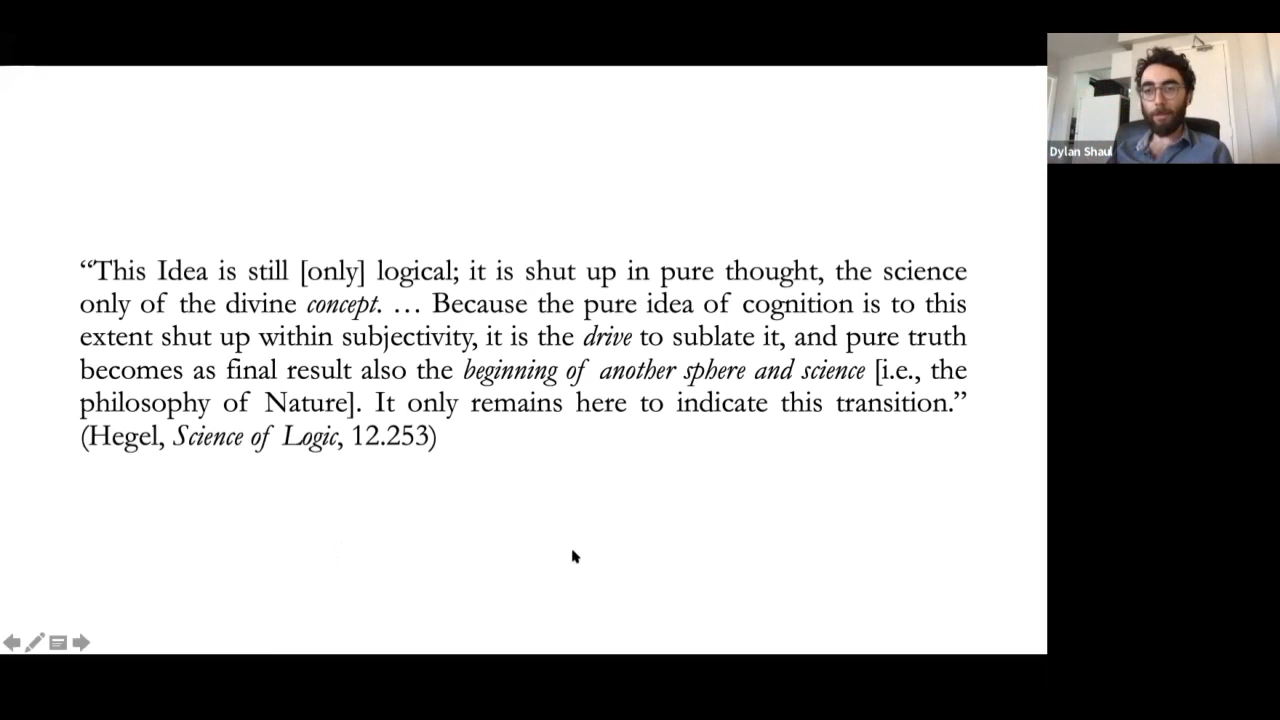 “This Idea is still [only] logical; it is shut up in pure thought, the science
only of the divine concept. … Because the pure idea of cognition is to this
extent shut up within subjectivity, it is the drive to sublate it, and pure truth
becomes as final result also the beginning of another sphere and science [i.e., the
philosophy of Nature]. It only remains here to indicate this transition.”
(Hegel, Science of Logic, 12.253)
Dylan Shaul